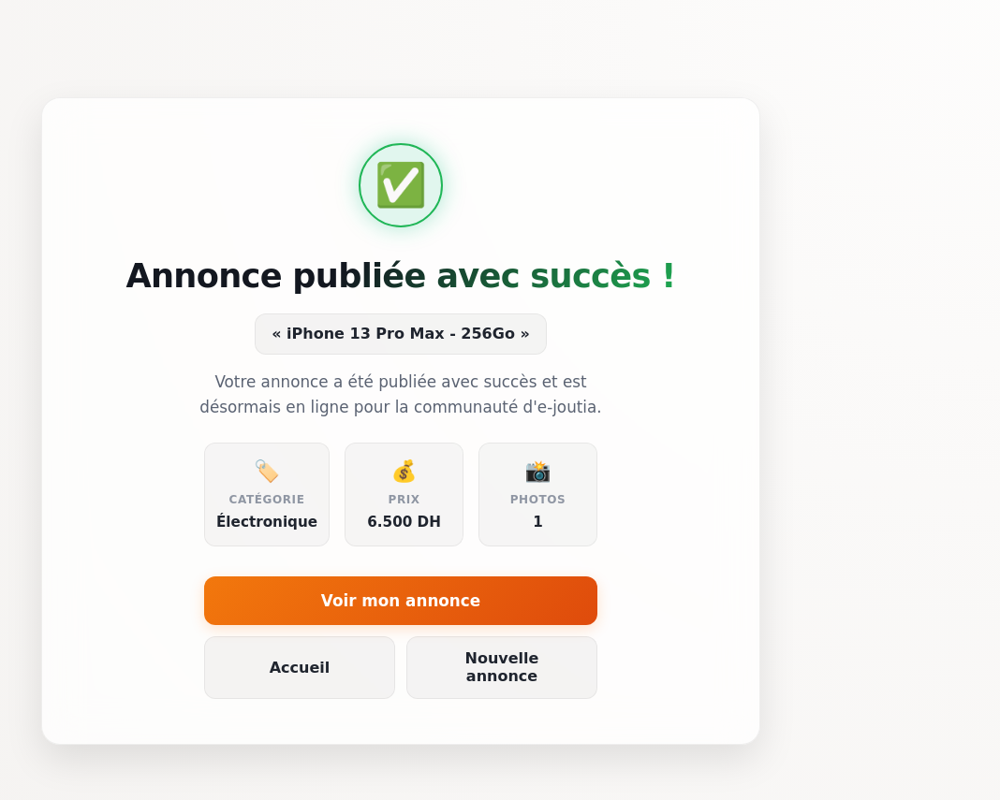 Annonce publiée avec succès !
« iPhone 13 Pro Max - 256Go »
Votre annonce a été publiée avec succès et est
désormais en ligne pour la communauté d'e-joutia.
CATÉGORIE
Électronique
PRIX
6.500 DH
PHOTOS
1
Voir mon annonce
Accueil
Nouvelle
annonce